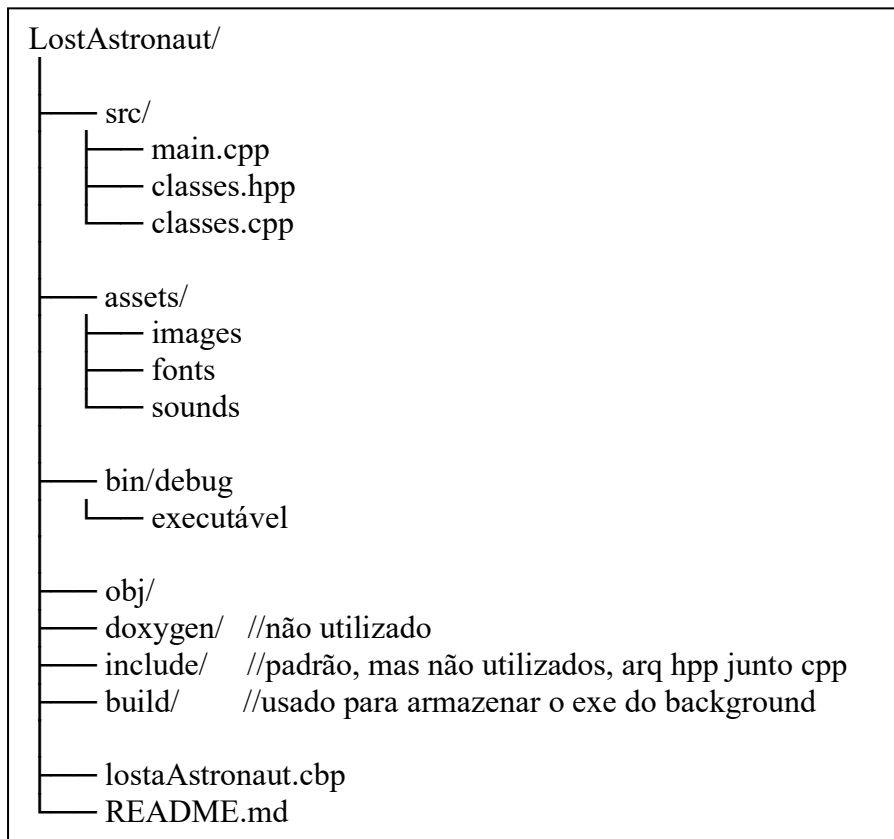 LostAstronaut/
src/
main.cpp
classes.hpp
classes.cpp
assets/
images
fonts
sounds
bin/debug
executável
obj/
doxygen/ //não utilizado
include/ //padrão, mas não utilizados, arq hpp junto cpp
build/ //usado para armazenar o exe do background
lostaAstronaut.cbp
README.md